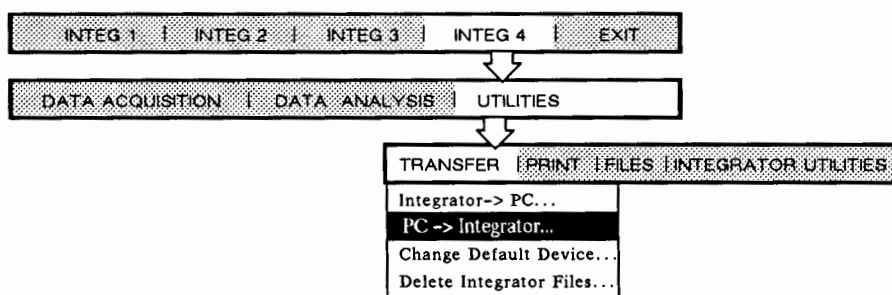 INTEG 1 | INTEG 2 | INTEG 3 | INTEG 4 | EXIT
DATA ACQUISITION | DATA ANALYSIS | UTILITIES
TRANSFER | PRINT | FILES | INTEGRATOR UTILITIES
Integrator-> PC...
PC -> Integrator...
Change Default Device...
Delete Integrator Files...